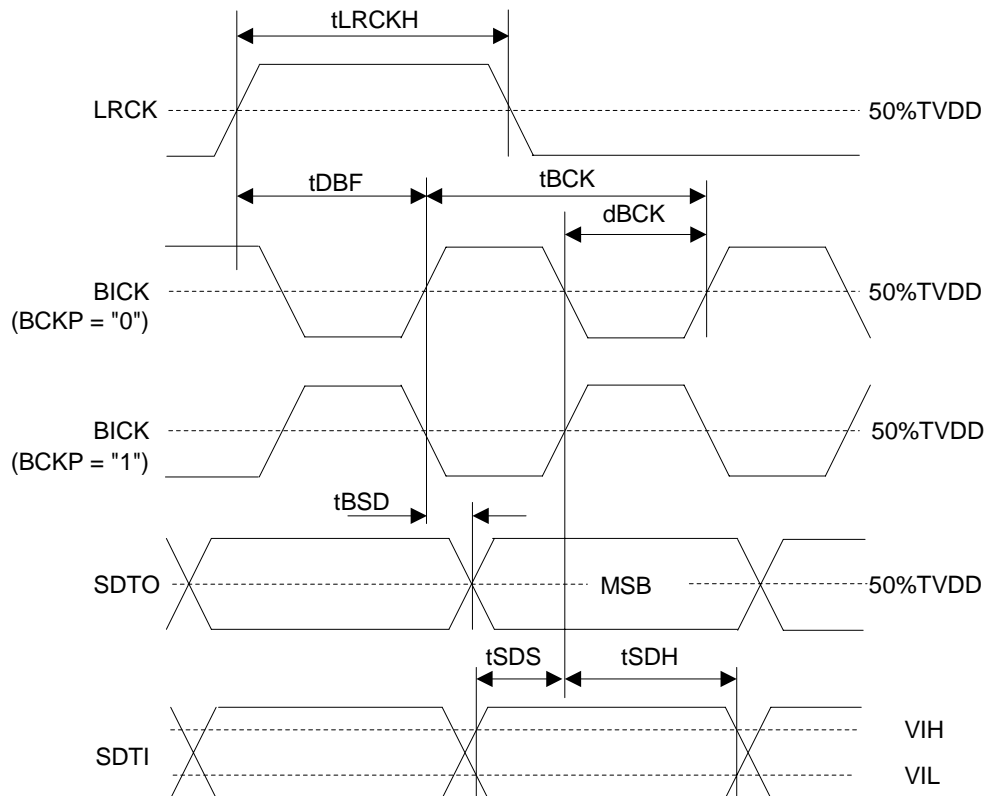 tLRCKH
LRCK
50%TVDD
tDBF
tBCK
dBCK
BICK
(BCKP = "0")
50%TVDD
BICK
(BCKP = "1")
50%TVDD
tBSD
SDTO
MSB
50%TVDD
tSDS
tSDH
SDTI
VIH
VIL